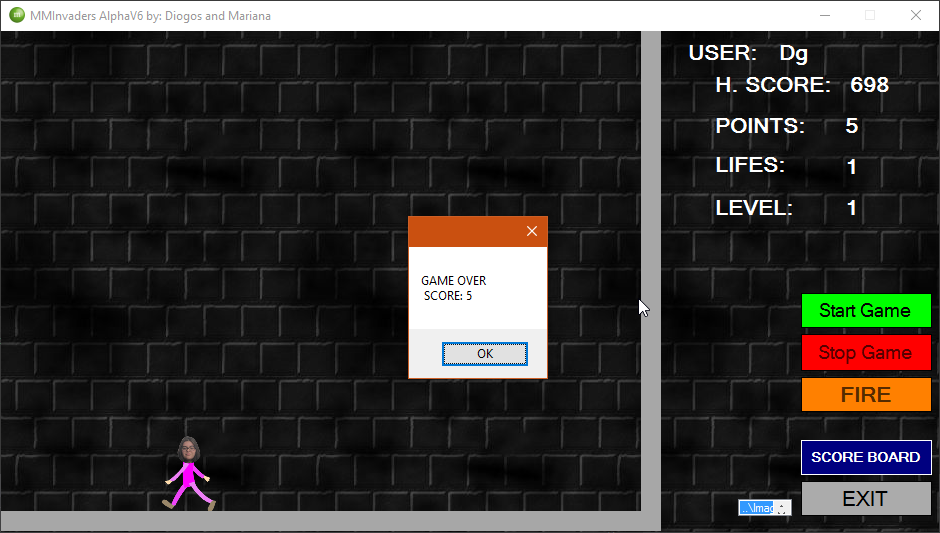 MMInvaders AlphaV6 by: Diogos and Mariana
USER: Dg
H. SCORE: 698
POINTS: 5
LIFES: 1
LEVEL: 1
GAME OVER
SCORE: 5
OK
Start Game
Stop Game
FIRE
SCORE BOARD
EXIT
..\Imag